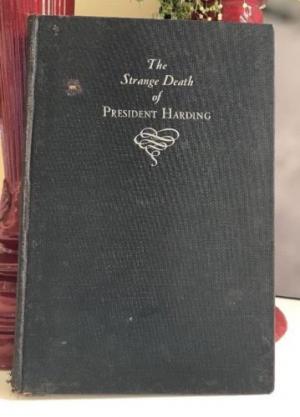 The
Strange Death
of
PRESIDENT HARDING